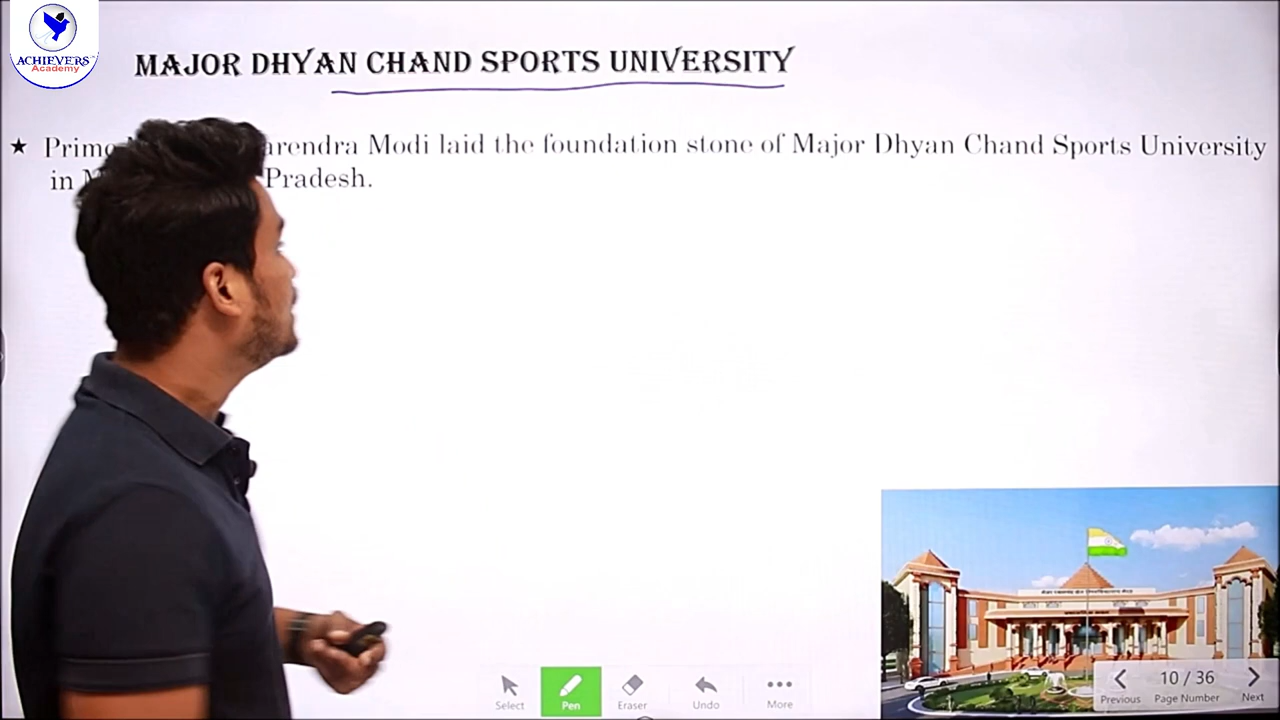 ACHIEVERS
Academy
MAJOR DHYAN CHAND SPORTS UNIVERSITY
★ Prime arendra Modi laid the foundation stone of Major Dhyan Chand Sports University
in Pradesh.
Select
Pen
Eraser
Undo
More
10 / 36
Previous
Page Number
Next